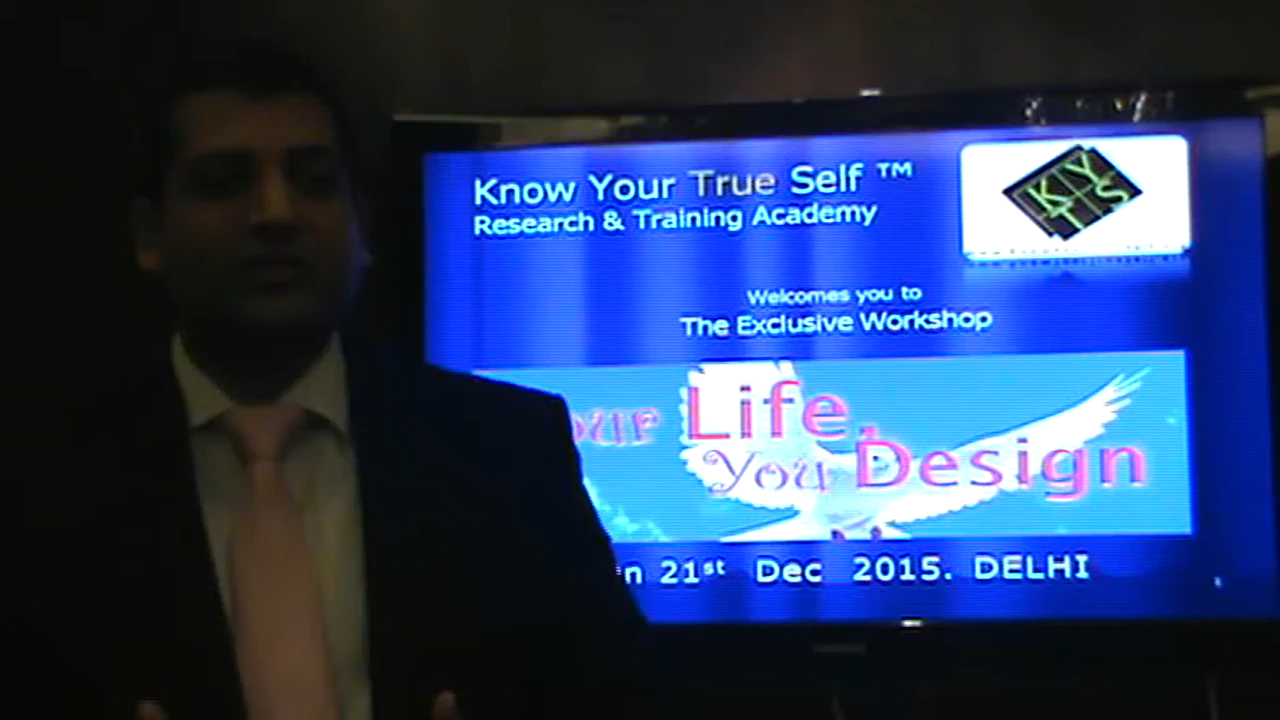 Know Your True Self ™
Research & Training Academy
KYTS
Welcomes you to
The Exclusive Workshop
our Life,
You Design
n 21st Dec 2015. DELHI